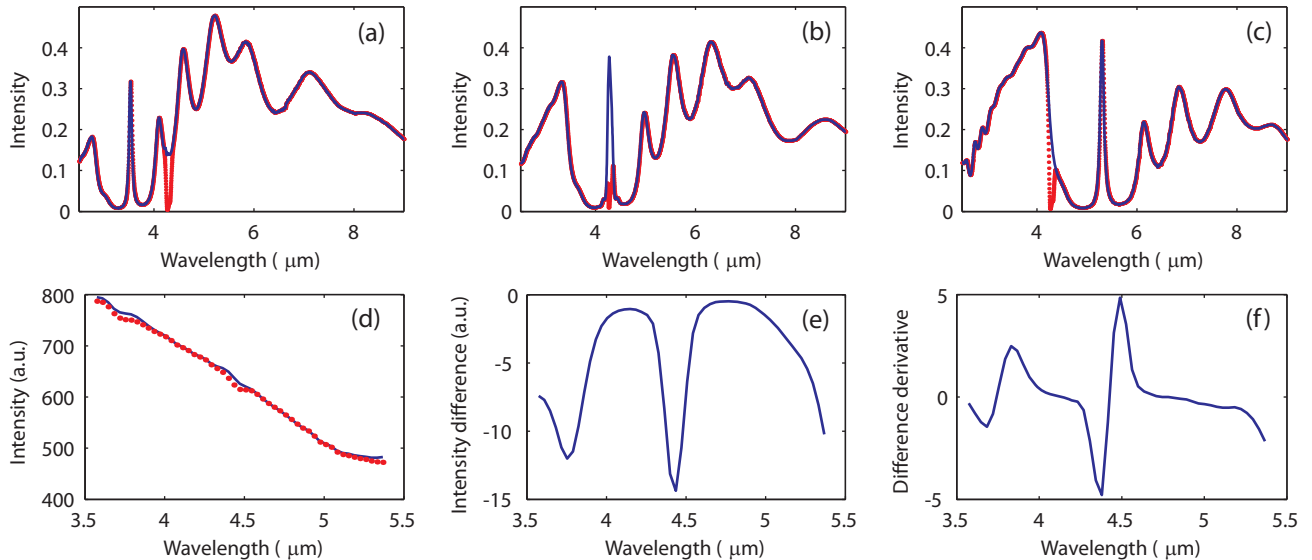 (a)
Intensity
0.4
0.3
0.2
0.1
0
4 6 8
Wavelength ( μm)
(b)
Intensity
0.4
0.3
0.2
0.1
0
4 6 8
Wavelength ( μm)
(c)
Intensity
0.4
0.3
0.2
0.1
0
4 6 8
Wavelength ( μm)
(d)
Intensity (a.u.)
800
700
600
500
400
3.5 4 4.5 5 5.5
Wavelength ( μm)
(e)
Intensity difference (a.u.)
0
-5
-10
-15
3.5 4 4.5 5 5.5
Wavelength ( μm)
(f)
Difference derivative
5
0
-5
3.5 4 4.5 5 5.5
Wavelength ( μm)